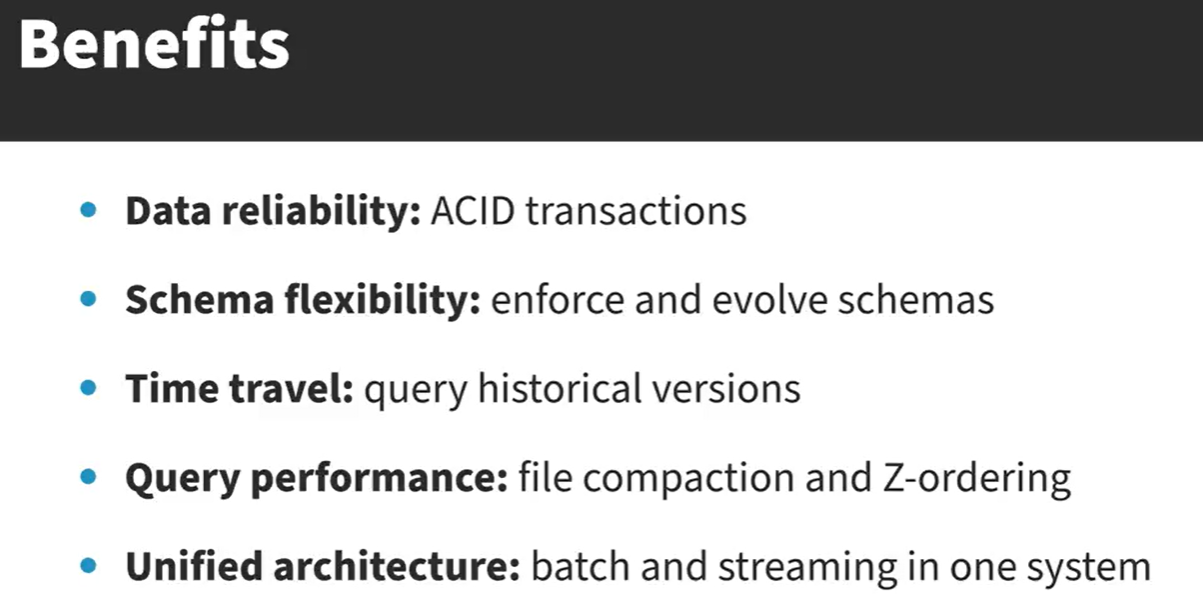 Benefits
Data reliability: ACID transactions
Schema flexibility: enforce and evolve schemas
Time travel: query historical versions
Query performance: file compaction and Z-ordering
Unified architecture: batch and streaming in one system